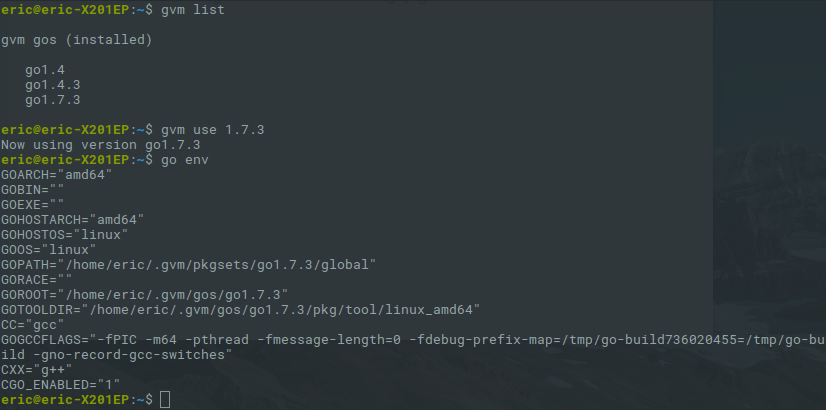 eric@eric-X201EP:~$ gvm list
gvm gos (installed)
go1.4
go1.4.3
go1.7.3
eric@eric-X201EP:~$ gvm use 1.7.3
Now using version go1.7.3
eric@eric-X201EP:~$ go env
GOARCH="amd64"
GOBIN=""
GOEXE=""
GOHOSTARCH="amd64"
GOHOSTOS="linux"
GOOS="linux"
GOPATH="/home/eric/.gvm/pkgsets/go1.7.3/global"
GORACE=""
GOROOT="/home/eric/.gvm/gos/go1.7.3"
GOTOOLDIR="/home/eric/.gvm/gos/go1.7.3/pkg/tool/linux_amd64"
CC="gcc"
GOGCCFLAGS="-fPIC -m64 -pthread -fmessage-length=0 -fdebug-prefix-map=/tmp/go-build736020455=/tmp/go-bu
ild -gno-record-gcc-switches"
CXX="g++"
CGO_ENABLED="1"
eric@eric-X201EP:~$